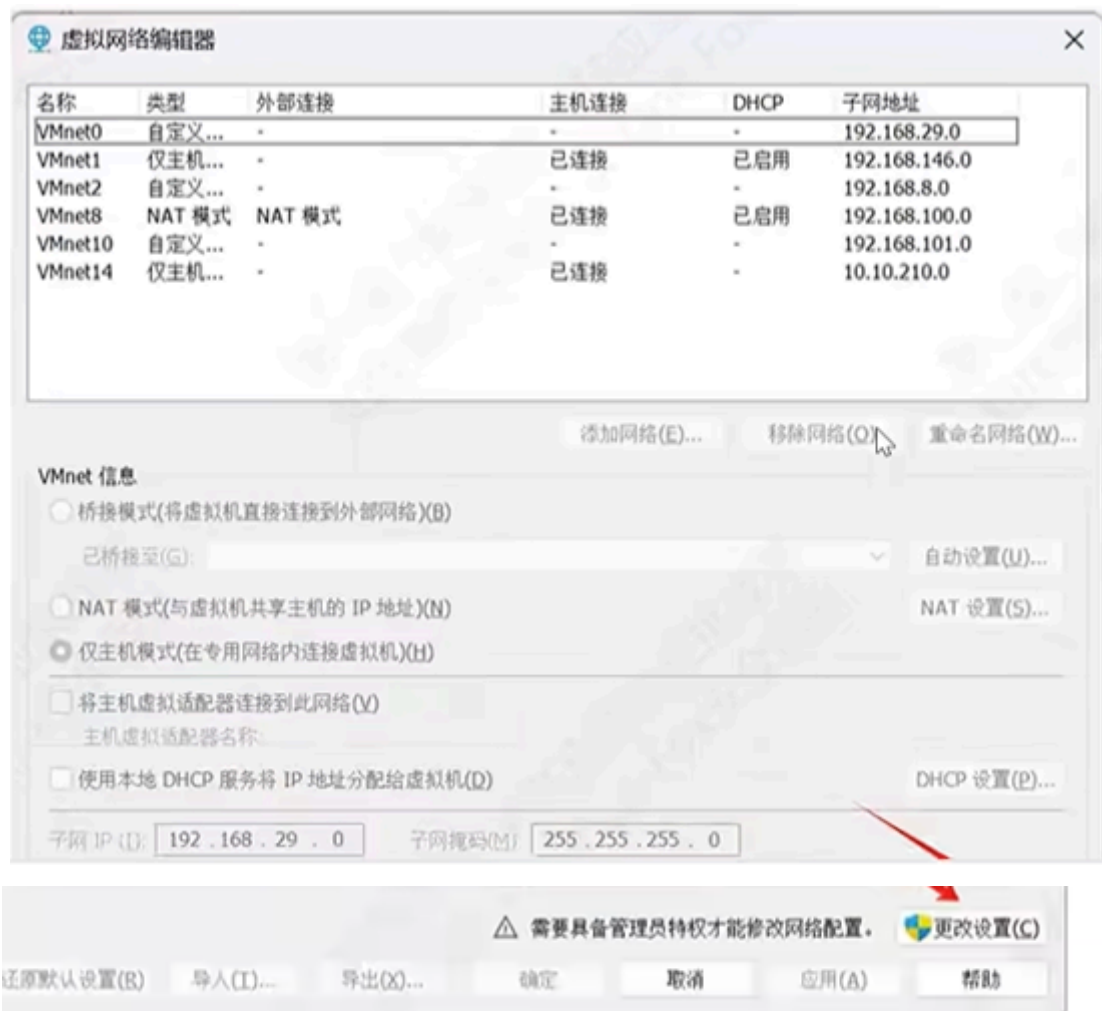 虚拟网络编辑器
名称 类型 外部连接 主机连接 DHCP 子网地址
VMnet0 自定义... - - - 192.168.29.0
VMnet1 仅主机... - 已连接 已启用 192.168.146.0
VMnet2 自定义... - - - 192.168.8.0
VMnet8 NAT 模式 NAT 模式 已连接 已启用 192.168.100.0
VMnet10 自定义... - - - 192.168.101.0
VMnet14 仅主机... - 已连接 - 10.10.210.0
添加网络(E)... 移除网络(O) 重命名网络(W)...
VMnet 信息
桥接模式(将虚拟机直接连接到外部网络)(B)
已桥接至(G): 自动设置(U)...
NAT 模式(与虚拟机共享主机的 IP 地址)(N) NAT 设置(S)...
仅主机模式(在专用网络内连接虚拟机)(H)
将主机虚拟适配器连接到此网络(V)
主机虚拟适配器名称:
使用本地 DHCP 服务将 IP 地址分配给虚拟机(D) DHCP 设置(P)...
子网 IP (I): 192 . 168 . 29 . 0 子网掩码(M): 255 . 255 . 255 . 0
需要具备管理员特权才能修改网络配置。 更改设置(C)
还原默认设置(R) 导入(I)... 导出(X)... 确定 取消 应用(A) 帮助